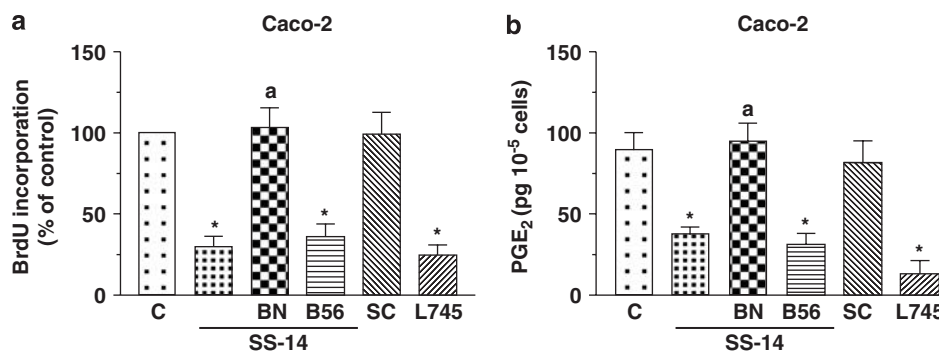 a
Caco-2
BrdU incorporation
(% of control)
150
100
50
0
a
*
*
*
C
BN
B56
SC
L745
SS-14
b
Caco-2
PGE2 (pg 10-5 cells)
150
100
50
0
a
*
*
*
C
BN
B56
SC
L745
SS-14